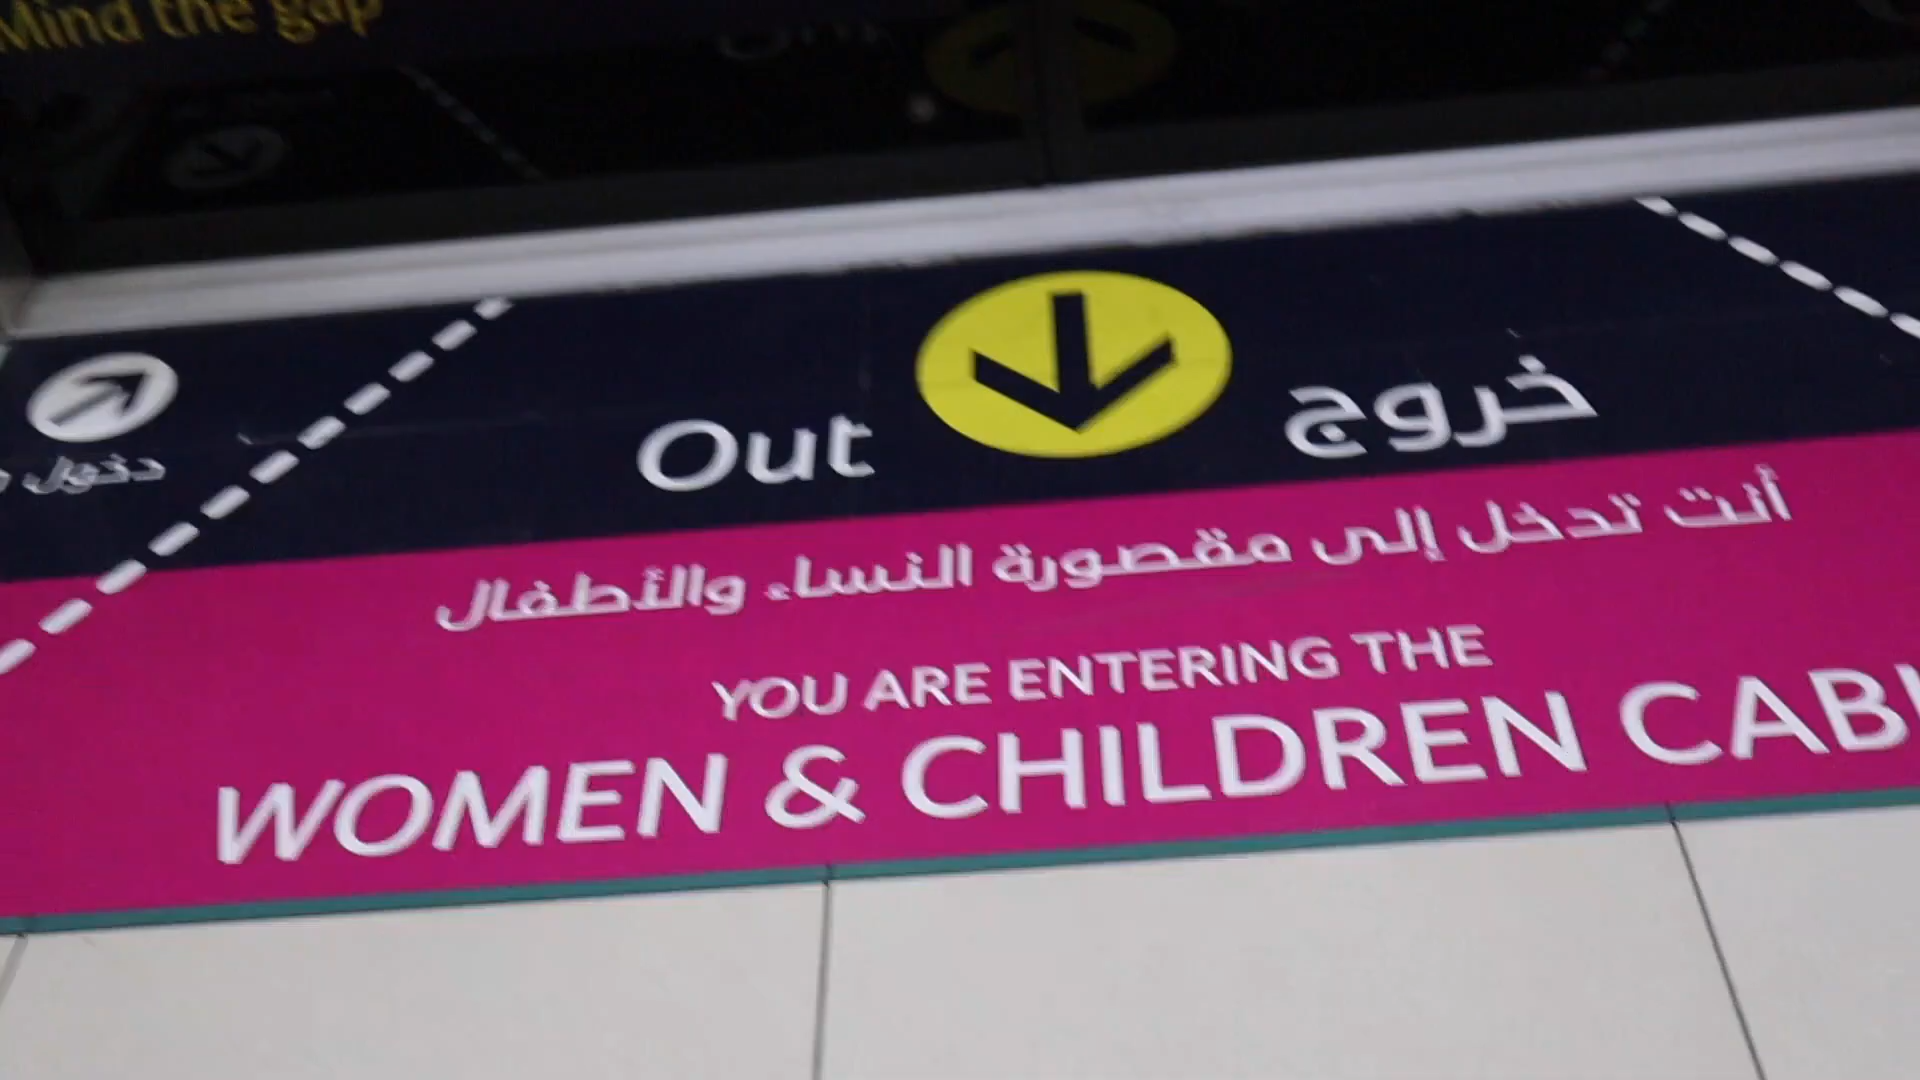 Mind the gap
Out
خروج
دخول
أنت تدخل إلى مقصورة النساء والأطفال
YOU ARE ENTERING THE
WOMEN & CHILDREN CABI